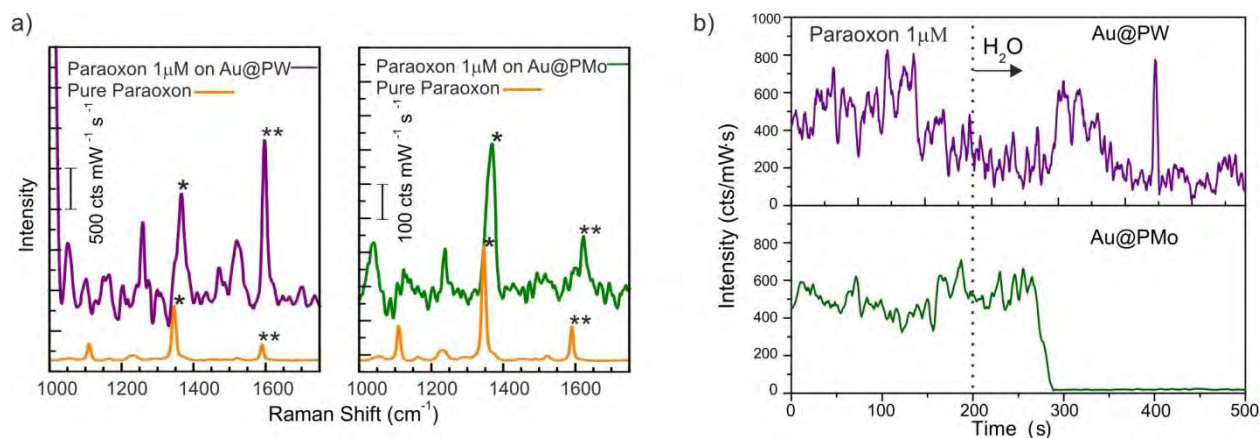 a)
Paraoxon 1μM on Au@PW
Pure Paraoxon
500 cts mW⁻¹ s⁻¹
*
**
*
**
Intensity
1000 1200 1400 1600
Paraoxon 1μM on Au@PMo
Pure Paraoxon
100 cts mW⁻¹ s⁻¹
*
**
*
**
1000 1200 1400 1600
Raman Shift (cm⁻¹)
b)
Paraoxon 1μM
H₂O
Au@PW
1000
800
600
400
200
0
Au@PMo
800
600
400
200
0
Intensity (cts/mW·s)
0 100 200 300 400 500
Time (s)